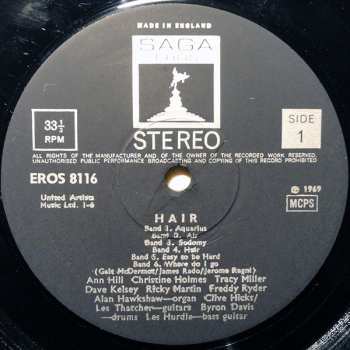 MADE IN ENGLAND
SAGA
EROS
33⅓
RPM
STEREO
SIDE
1
ALL RIGHTS OF THE MANUFACTURER AND OF THE OWNER OF THE RECORDED WORK RESERVED.
UNAUTHORISED PUBLIC PERFORMANCE BROADCASTING AND COPYING OF THIS RECORD PROHIBITED
EROS 8116
United Artists
Music Ltd. 1-6
℗ 1969
MCPS
HAIR
Band 1. Aquarius
Band 2. Air
Band 3. Sodomy
Band 4. Hair
Band 5. Easy to be Hard
Band 6. Where do I go
(Galt McDermott/James Rado/Jerome Ragni)
Ann Hill Christine Holmes Tracy Miller
Dave Kelsey Ricky Martin Freddy Ryder
Alan Hawkshaw—organ Clive Hicks/
Les Thatcher—guitars Byron Davis
—drums Les Hurdle—bass guitar